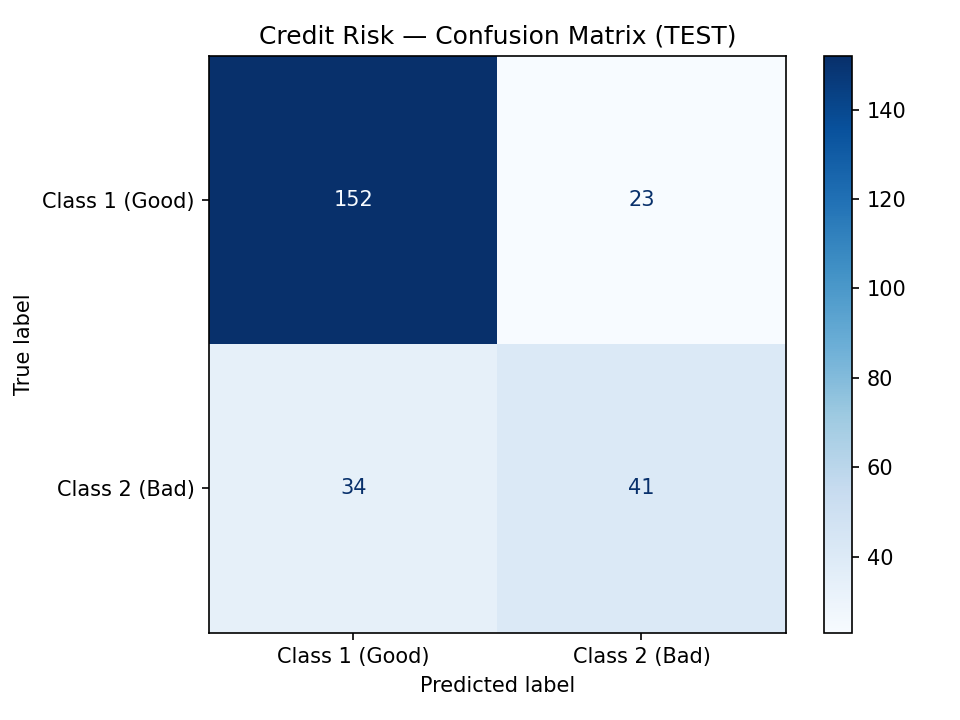 Credit Risk — Confusion Matrix (TEST)
Class 1 (Good)
152
23
Class 2 (Bad)
34
41
True label
Class 1 (Good)
Class 2 (Bad)
Predicted label
140
120
100
80
60
40